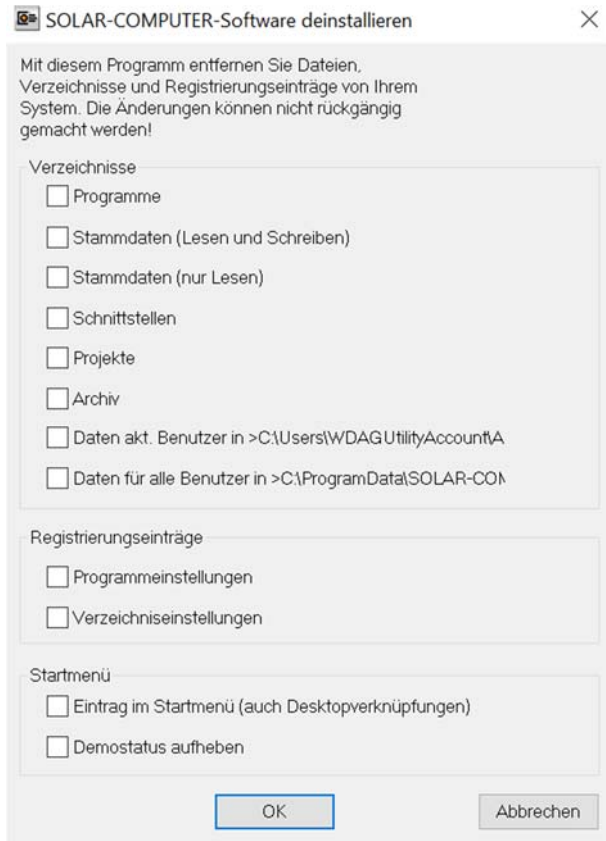 SOLAR-COMPUTER-Software deinstallieren
Mit diesem Programm entfernen Sie Dateien,
Verzeichnisse und Registrierungseinträge von Ihrem
System. Die Änderungen können nicht rückgängig
gemacht werden!
Verzeichnisse
Programme
Stammdaten (Lesen und Schreiben)
Stammdaten (nur Lesen)
Schnittstellen
Projekte
Archiv
Daten akt. Benutzer in >C:\Users\WDAGUtilityAccount\A
Daten für alle Benutzer in >C:\ProgramData\SOLAR-COM
Registrierungseinträge
Programmeinstellungen
Verzeichniseinstellungen
Startmenü
Eintrag im Startmenü (auch Desktopverknüpfungen)
Demostatus aufheben
OK
Abbrechen